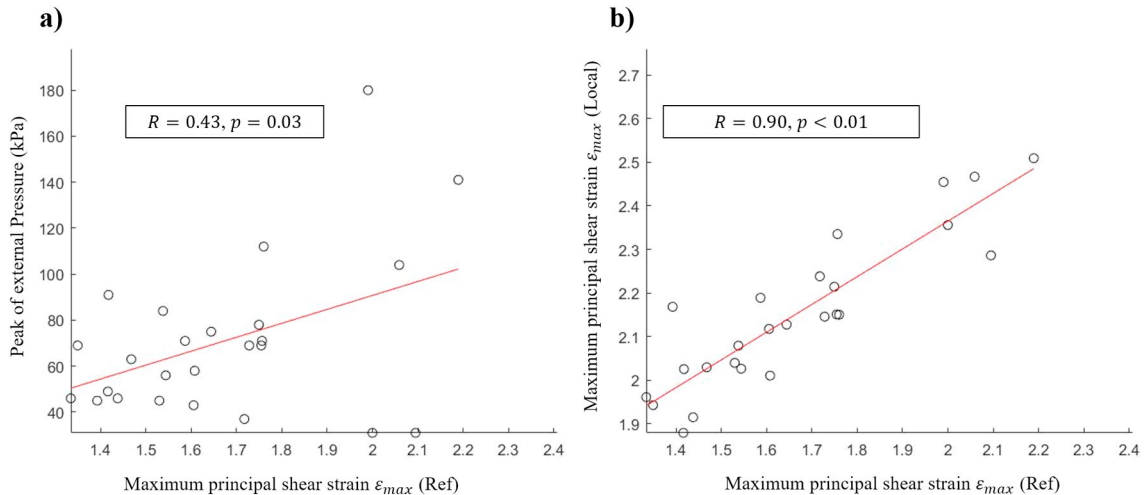 a)
Peak of external Pressure (kPa)
180
160
140
120
100
80
60
40
R = 0.43, p = 0.03
1.4 1.5 1.6 1.7 1.8 1.9 2 2.1 2.2 2.3 2.4
Maximum principal shear strain εmax (Ref)
b)
Maximum principal shear strain εmax (Local)
2.7
2.6
2.5
2.4
2.3
2.2
2.1
2
1.9
R = 0.90, p < 0.01
1.4 1.5 1.6 1.7 1.8 1.9 2 2.1 2.2 2.3 2.4
Maximum principal shear strain εmax (Ref)